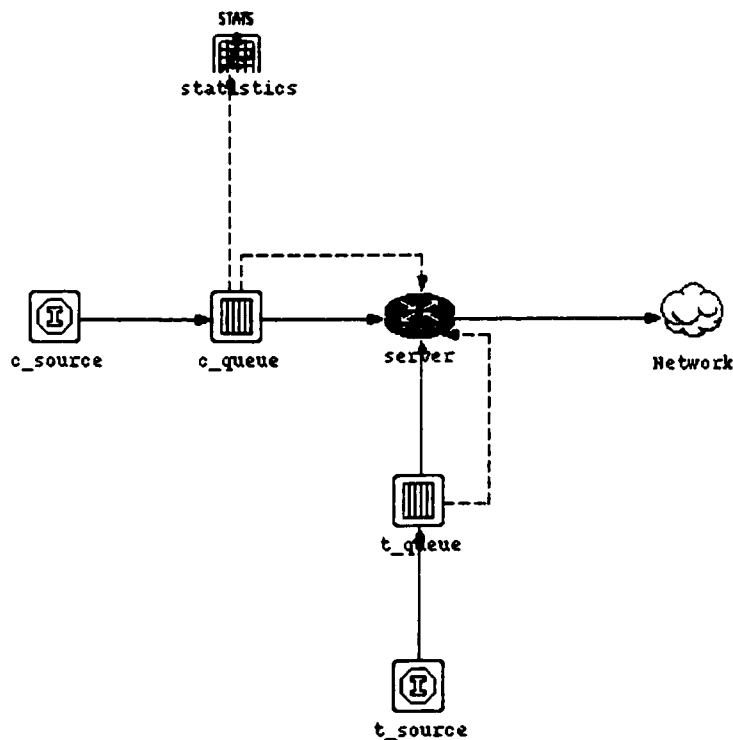 STATS
statistics
I
c_source
c_queue
server
Network
t_queue
I
t_source